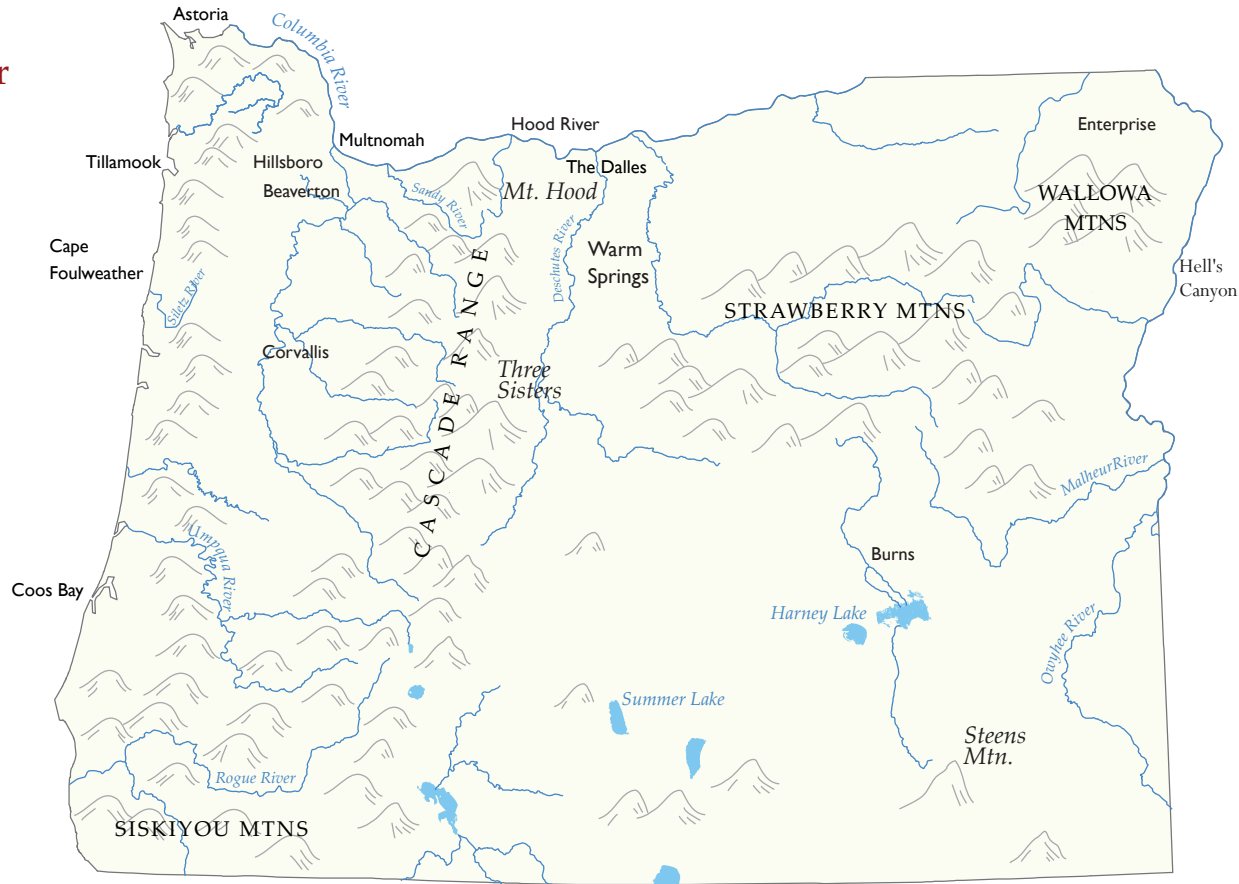 Astoria
Columbia River
r
Multnomah
Hood River
Enterprise
Tillamook
Hillsboro
The Dalles
Beaverton
Sandy River
Mt. Hood
WALLOWA
MTNS
Cape
Foulweather
Deschutes River
Warm
Springs
Hell's
Canyon
Siletz River
CASCADE RANGE
STRAWBERRY MTNS
Corvallis
Three
Sisters
Malheur River
Umpqua River
Burns
Coos Bay
Harney Lake
Owyhee River
Summer Lake
Steens
Mtn.
Rogue River
SISKIYOU MTNS